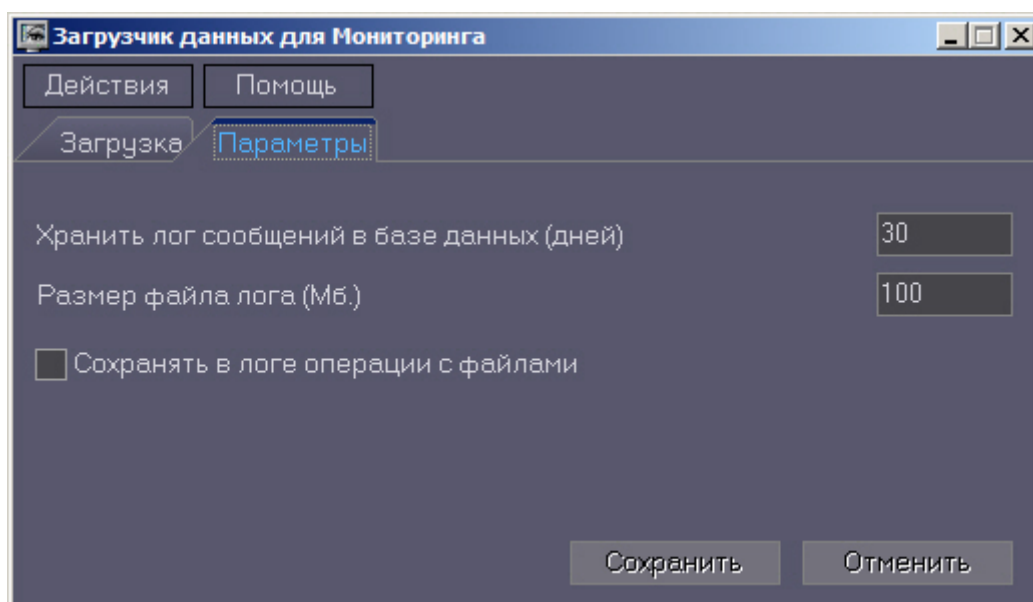 Загрузчик данных для Мониторинга
Действия Помощь
Загрузка Параметры
Хранить лог сообщений в базе данных (дней) 30
Размер файла лога (Мб.) 100
Сохранять в логе операции с файлами
Сохранить Отменить